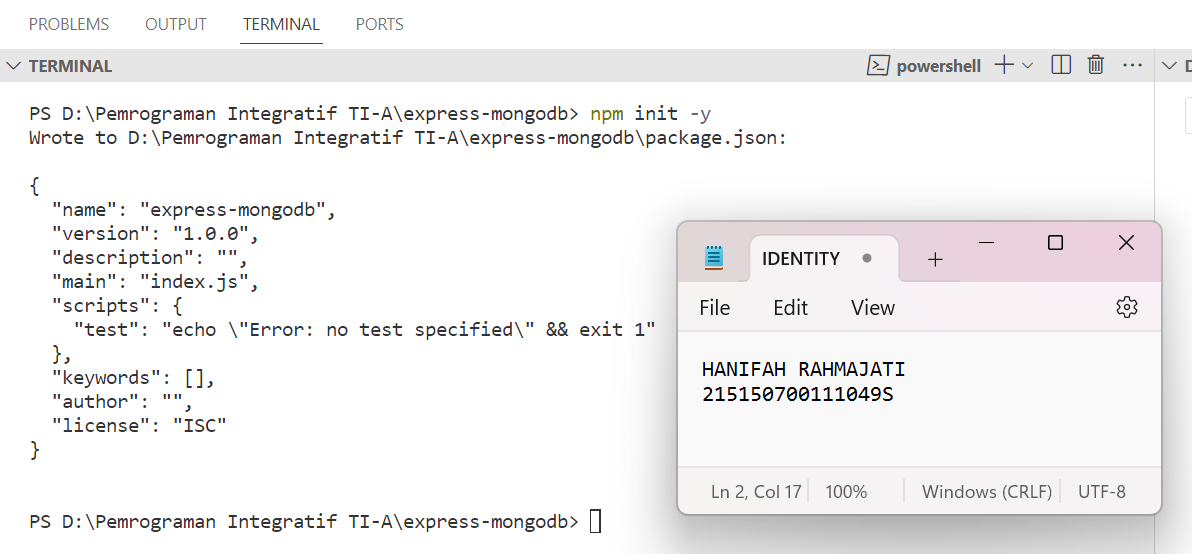 PROBLEMS OUTPUT TERMINAL PORTS
TERMINAL
powershell
PS D:\Pemrograman Integratif TI-A\express-mongodb> npm init -y
Wrote to D:\Pemrograman Integratif TI-A\express-mongodb\package.json:
{
"name": "express-mongodb",
"version": "1.0.0",
"description": "",
"main": "index.js",
"scripts": {
"test": "echo \"Error: no test specified\" && exit 1"
},
"keywords": [],
"author": "",
"license": "ISC"
}
PS D:\Pemrograman Integratif TI-A\express-mongodb>
IDENTITY
File Edit View
HANIFAH RAHMAJATI
215150700111049S
Ln 2, Col 17 100% Windows (CRLF) UTF-8